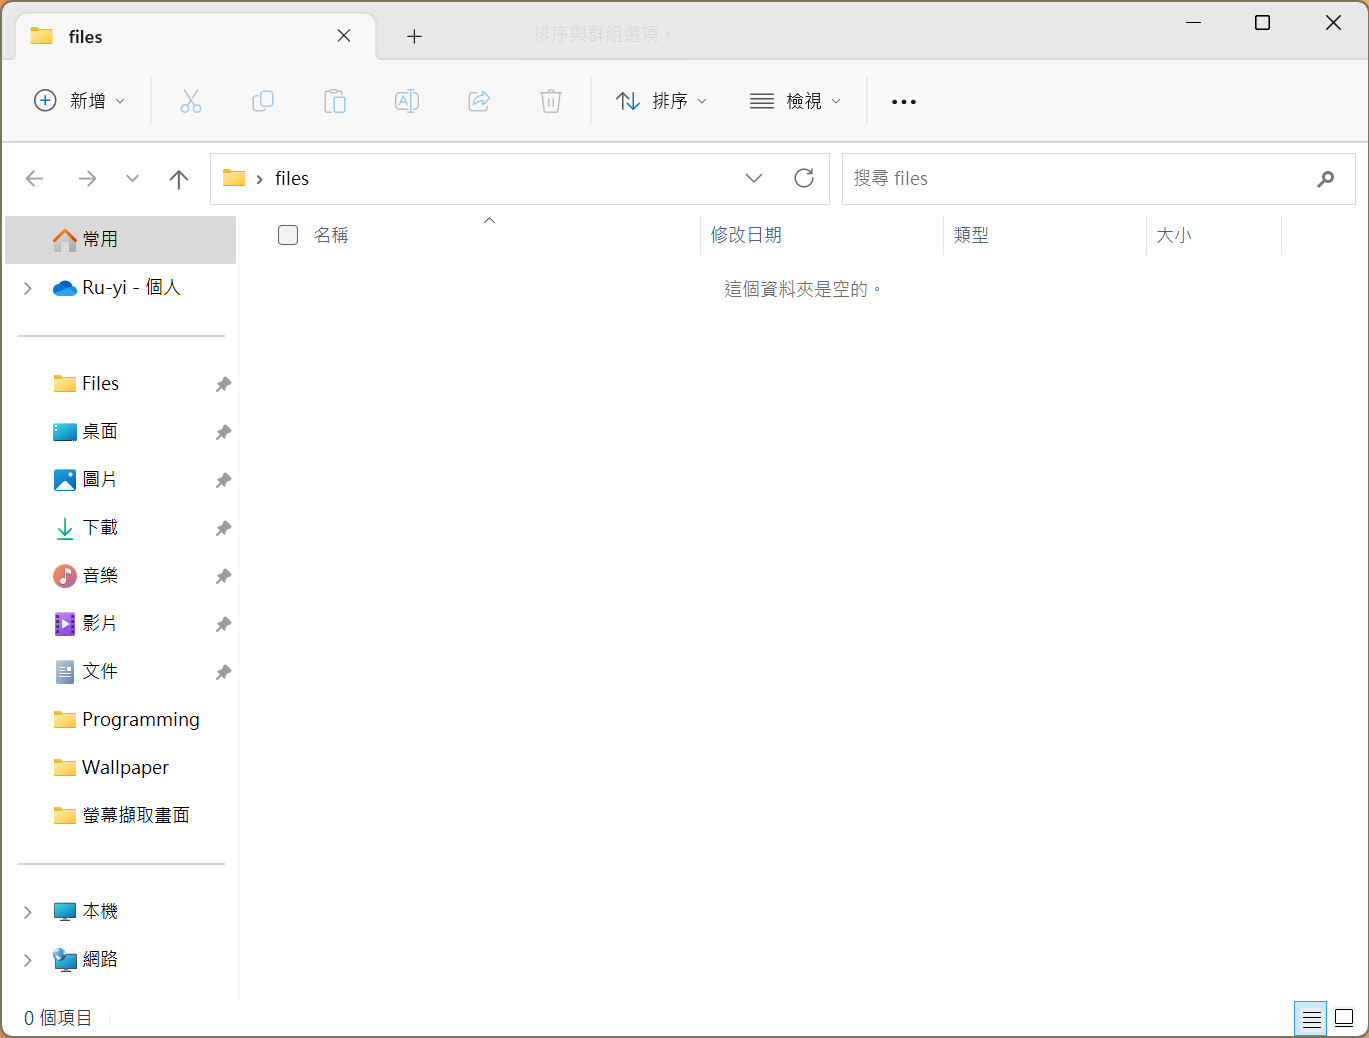 files
排序與群組選項。
新增
排序
檢視
files
搜尋 files
常用
Ru-yi - 個人
Files
桌面
圖片
下載
音樂
影片
文件
Programming
Wallpaper
螢幕擷取畫面
本機
網路
名稱
修改日期
類型
大小
這個資料夾是空的。
0 個項目